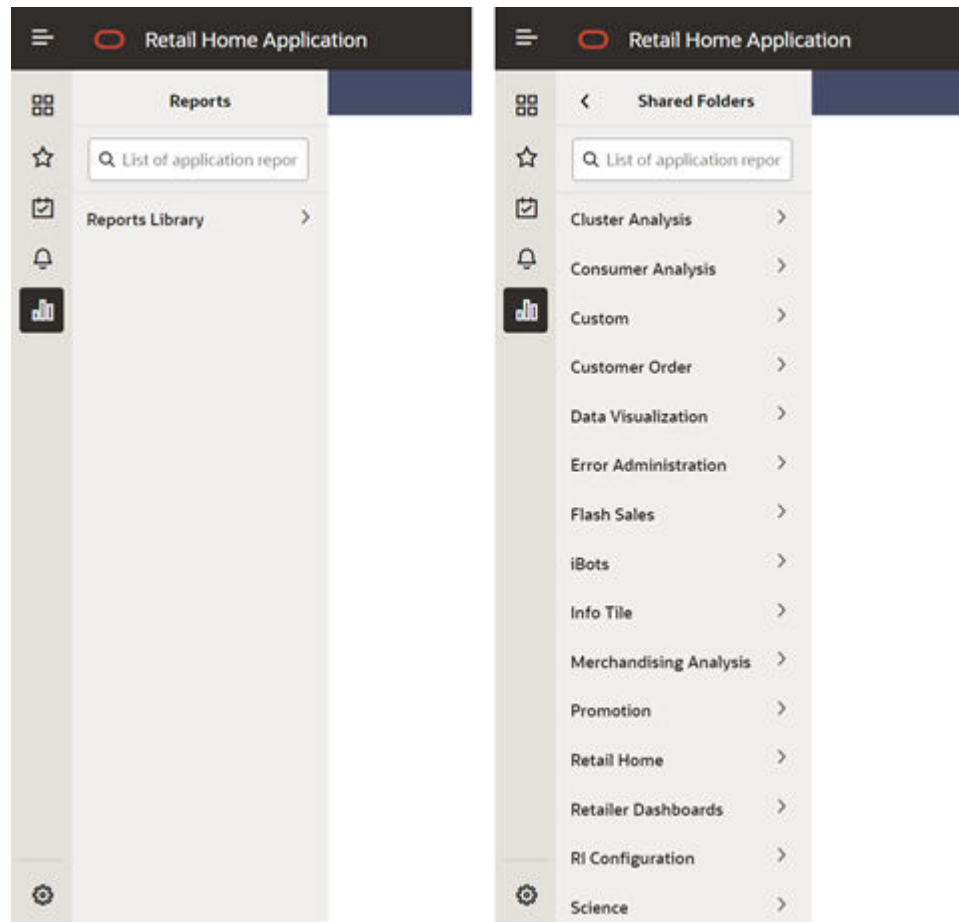 Retail Home Application
Reports
List of application repor
Reports Library
Retail Home Application
Shared Folders
List of application repor
Cluster Analysis
Consumer Analysis
Custom
Customer Order
Data Visualization
Error Administration
Flash Sales
iBots
Info Tile
Merchandising Analysis
Promotion
Retail Home
Retailer Dashboards
RI Configuration
Science